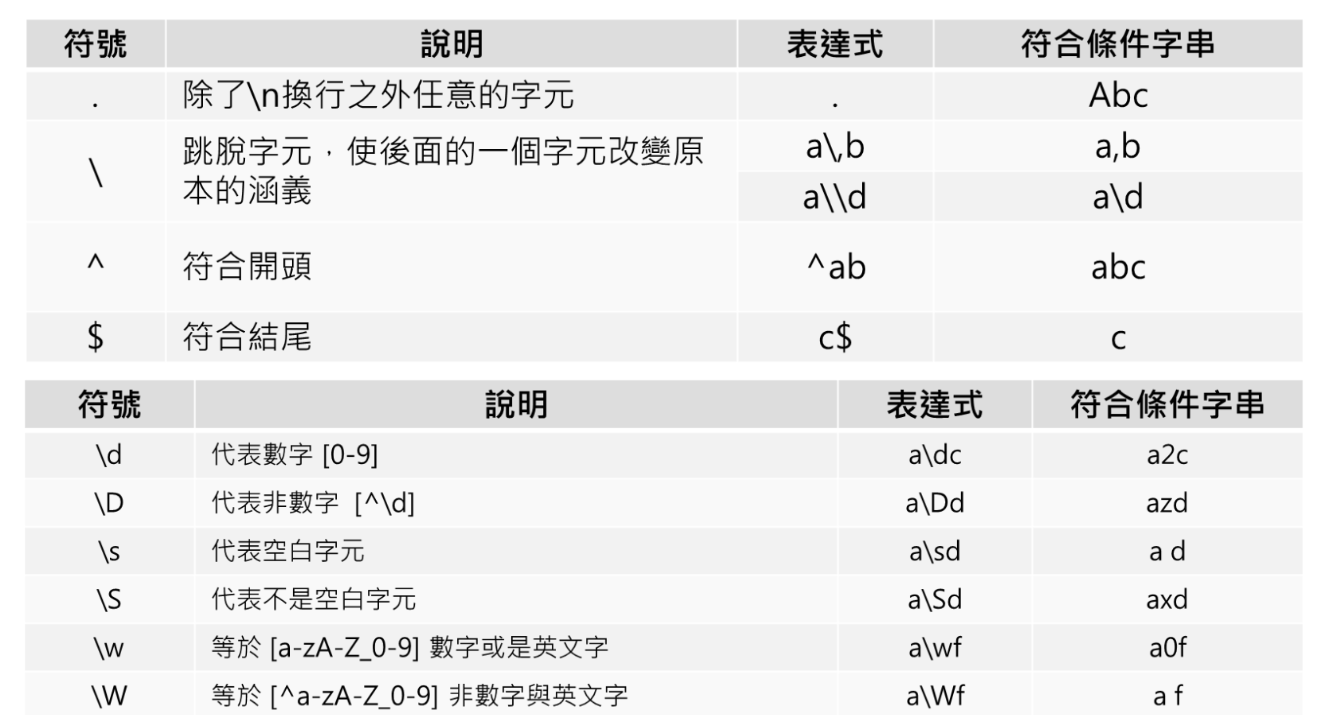 符號 說明 表達式 符合條件字串
. 除了\n換行之外任意的字元 . Abc
\ 跳脫字元，使後面的一個字元改變原本的涵義 a\,b a,b
a\\d a\d
^ 符合開頭 ^ab abc
$ 符合結尾 c$ c
符號 說明 表達式 符合條件字串
\d 代表數字 [0-9] a\dc a2c
\D 代表非數字 [^\d] a\Dd azd
\s 代表空白字元 a\sd a d
\S 代表不是空白字元 a\Sd axd
\w 等於 [a-zA-Z_0-9] 數字或是英文字 a\wf a0f
\W 等於 [^a-zA-Z_0-9] 非數字與英文字 a\Wf a f